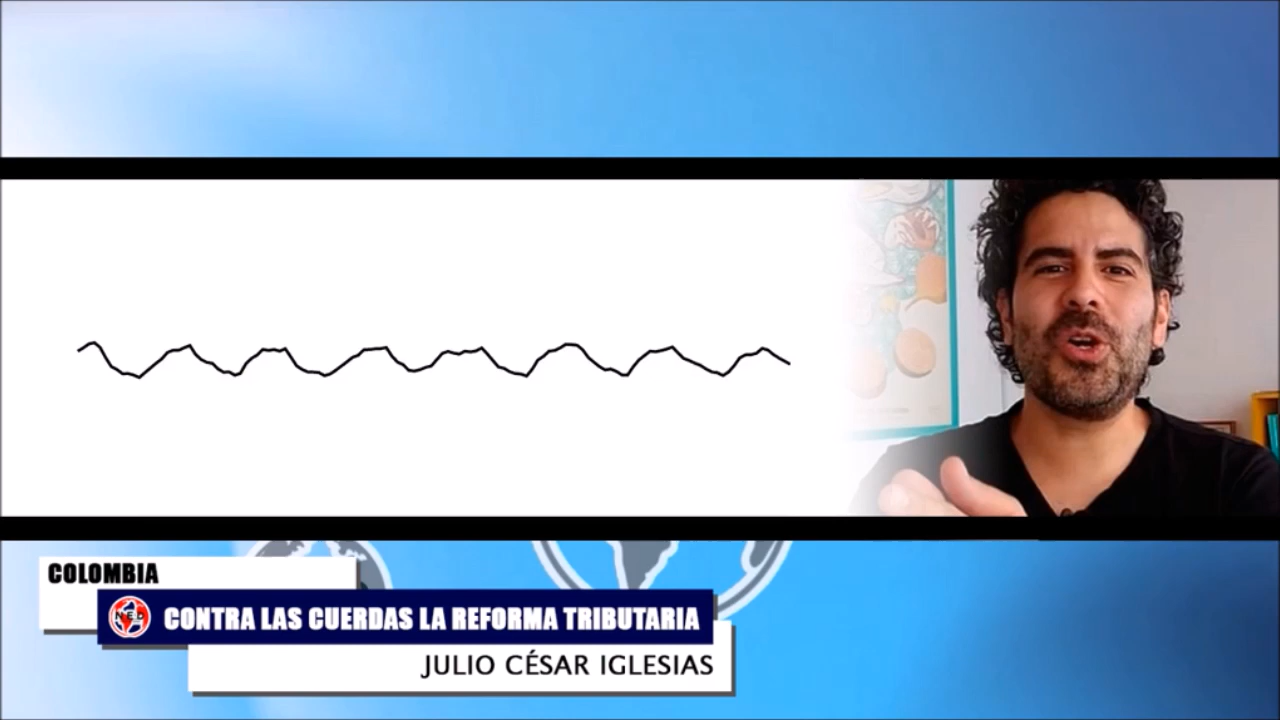 COLOMBIA
CONTRA LAS CUERDAS LA REFORMA TRIBUTARIA
JULIO CÉSAR IGLESIAS